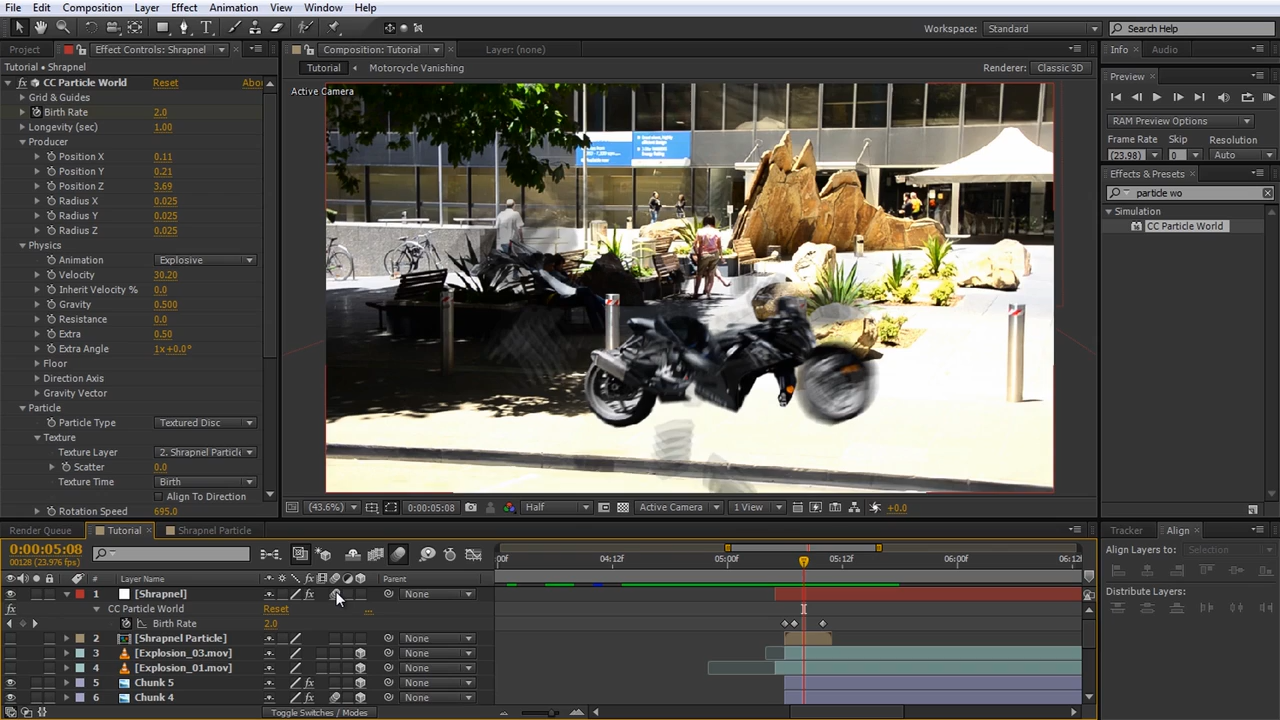 File Edit Composition Layer Effect Animation View Window Help
Workspace: Standard Search Help
Project Effect Controls: Shrapnel Composition: Tutorial Layer: (none) Info Audio
Tutorial • Shrapnel Tutorial Motorcycle Vanishing Renderer: Classic 3D
CC Particle World Reset Abou
Active Camera
Grid & Guides
Birth Rate 2.0
Longevity (sec) 1.00
Producer
Position X 0.11
Position Y 0.21
Position Z 3.69
Radius X 0.025
Radius Y 0.025
Radius Z 0.025
Physics
Animation Explosive
Velocity 30.20
Inherit Velocity % 0.0
Gravity 0.500
Resistance 0.0
Extra 0.50
Extra Angle 1x+0.0°
Floor
Direction Axis
Gravity Vector
Particle
Particle Type Textured Disc
Texture
Texture Layer 2. Shrapnel Particle
Scatter 0.0
Texture Time Birth
Align To Direction
Rotation Speed 695.0
Preview
RAM Preview Options
Frame Rate Skip Resolution
(23.98) 0 Auto
Effects & Presets
particle wo
Simulation
CC Particle World
(43.6%) 0:00:05:08 Half Active Camera 1 View +0.0
Render Queue Tutorial Shrapnel Particle
0:00:05:08
00128 (23.976 fps)
:00f 04:12f 05:00f 05:12f 06:00f 06:12f
# Layer Name Parent
1 [Shrapnel] None
CC Particle World Reset ...
Birth Rate 2.0
2 [Shrapnel Particle] None
3 [Explosion_03.mov] None
4 [Explosion_01.mov] None
5 Chunk 5 None
6 Chunk 4 None
Toggle Switches / Modes
Tracker Align
Align Layers to: Selection
Distribute Layers: